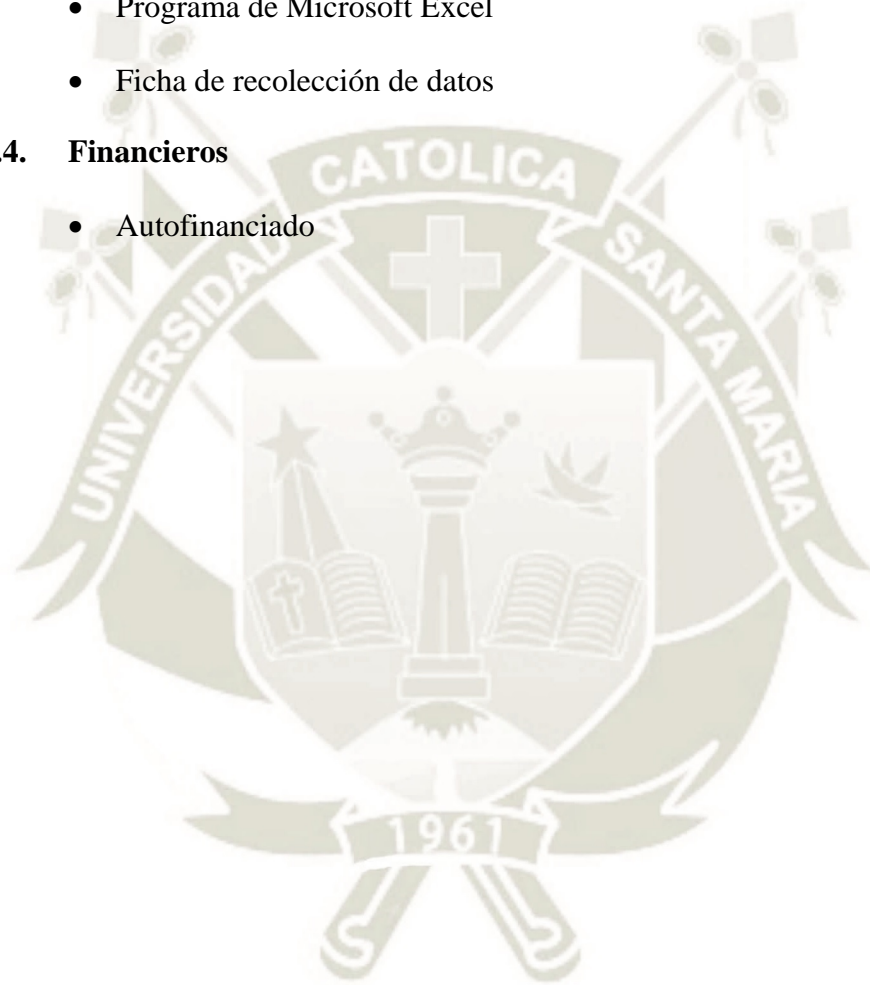 • Programa de Microsoft Excel
• Ficha de recolección de datos
.4. Financieros
• Autofinanciado
UNIVERSIDAD CATOLICA SANTA MARIA
1961